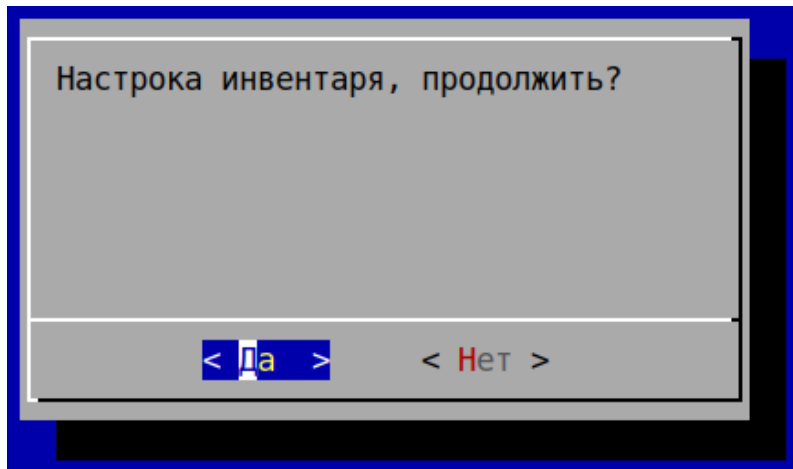 Настрока инвентаря, продолжить?
< Да > < Нет >